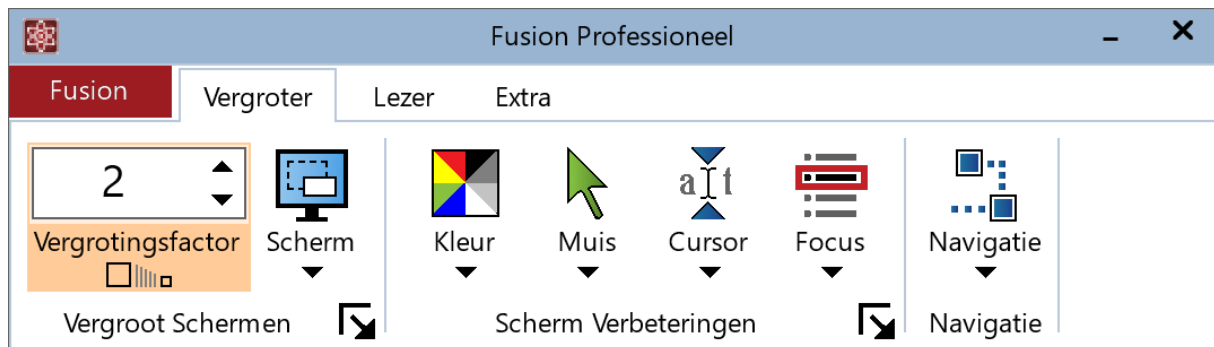 Fusion Professioneel
Fusion Vergroter Lezer Extra
2
Vergrotingsfactor Scherm Kleur Muis Cursor Focus Navigatie
Vergroot Schermen Scherm Verbeteringen Navigatie